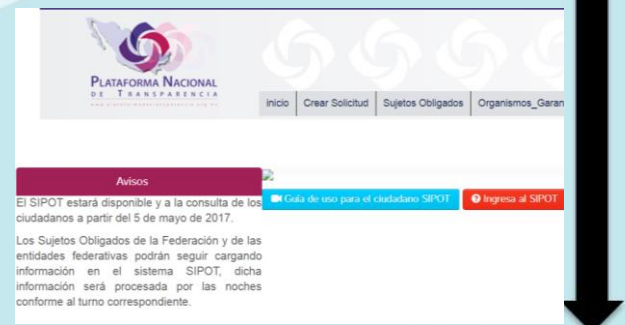 PLATAFORMA NACIONAL
DE TRANSPARENCIA
inicio Crear Solicitud Sujetos Obligados Organismos_Garan
Avisos
El SIPOT estará disponible y a la consulta de los
ciudadanos a partir del 5 de mayo de 2017.
Los Sujetos Obligados de la Federación y de las
entidades federativas podrán seguir cargando
información en el sistema SIPOT, dicha
información será procesada por las noches
conforme al turno correspondiente.
Guía de uso para el ciudadano SIPOT
Ingresa al SIPOT